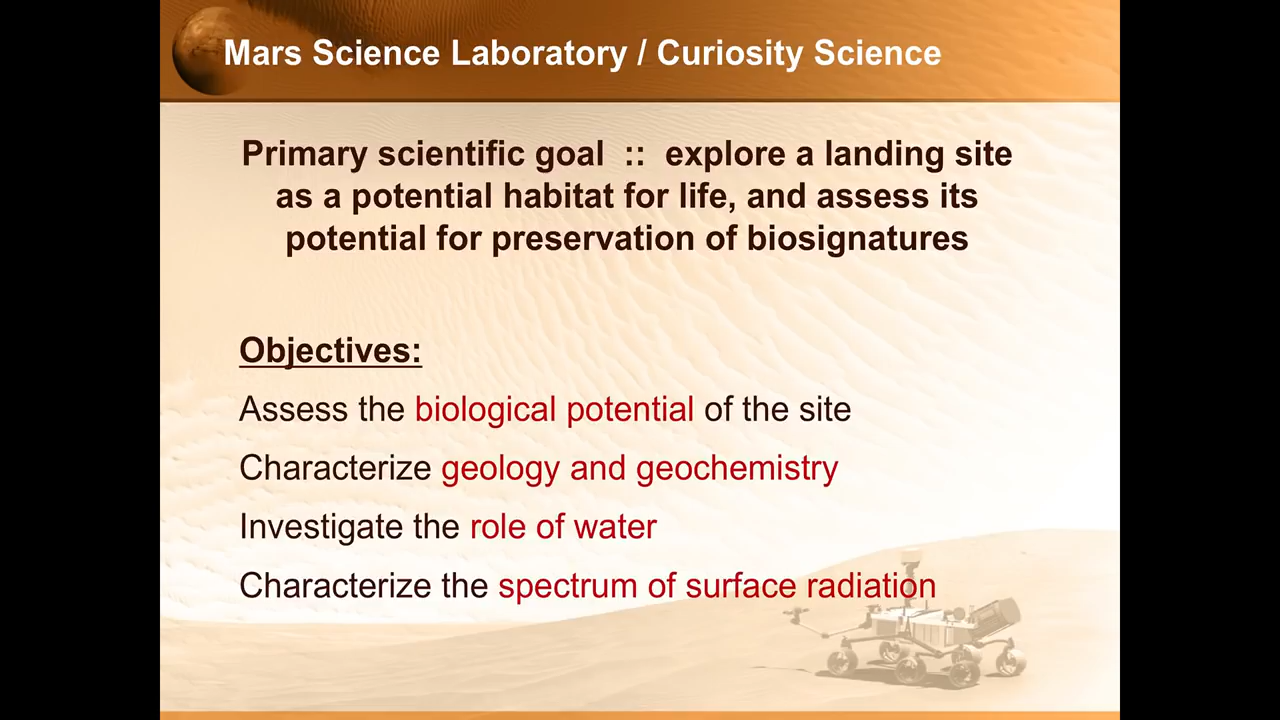 Mars Science Laboratory / Curiosity Science
Primary scientific goal :: explore a landing site
as a potential habitat for life, and assess its
potential for preservation of biosignatures
Objectives:
Assess the biological potential of the site
Characterize geology and geochemistry
Investigate the role of water
Characterize the spectrum of surface radiation